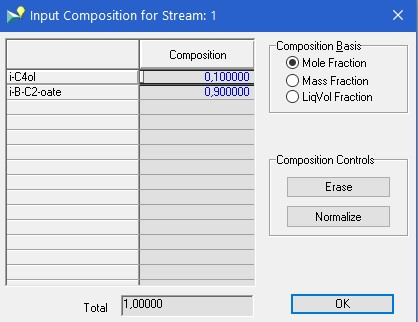 Input Composition for Stream: 1
Composition
i-C4ol 0,100000
i-B-C2-oate 0,900000
Total 1,00000
Composition Basis
Mole Fraction
Mass Fraction
LiqVol Fraction
Composition Controls
Erase
Normalize
OK